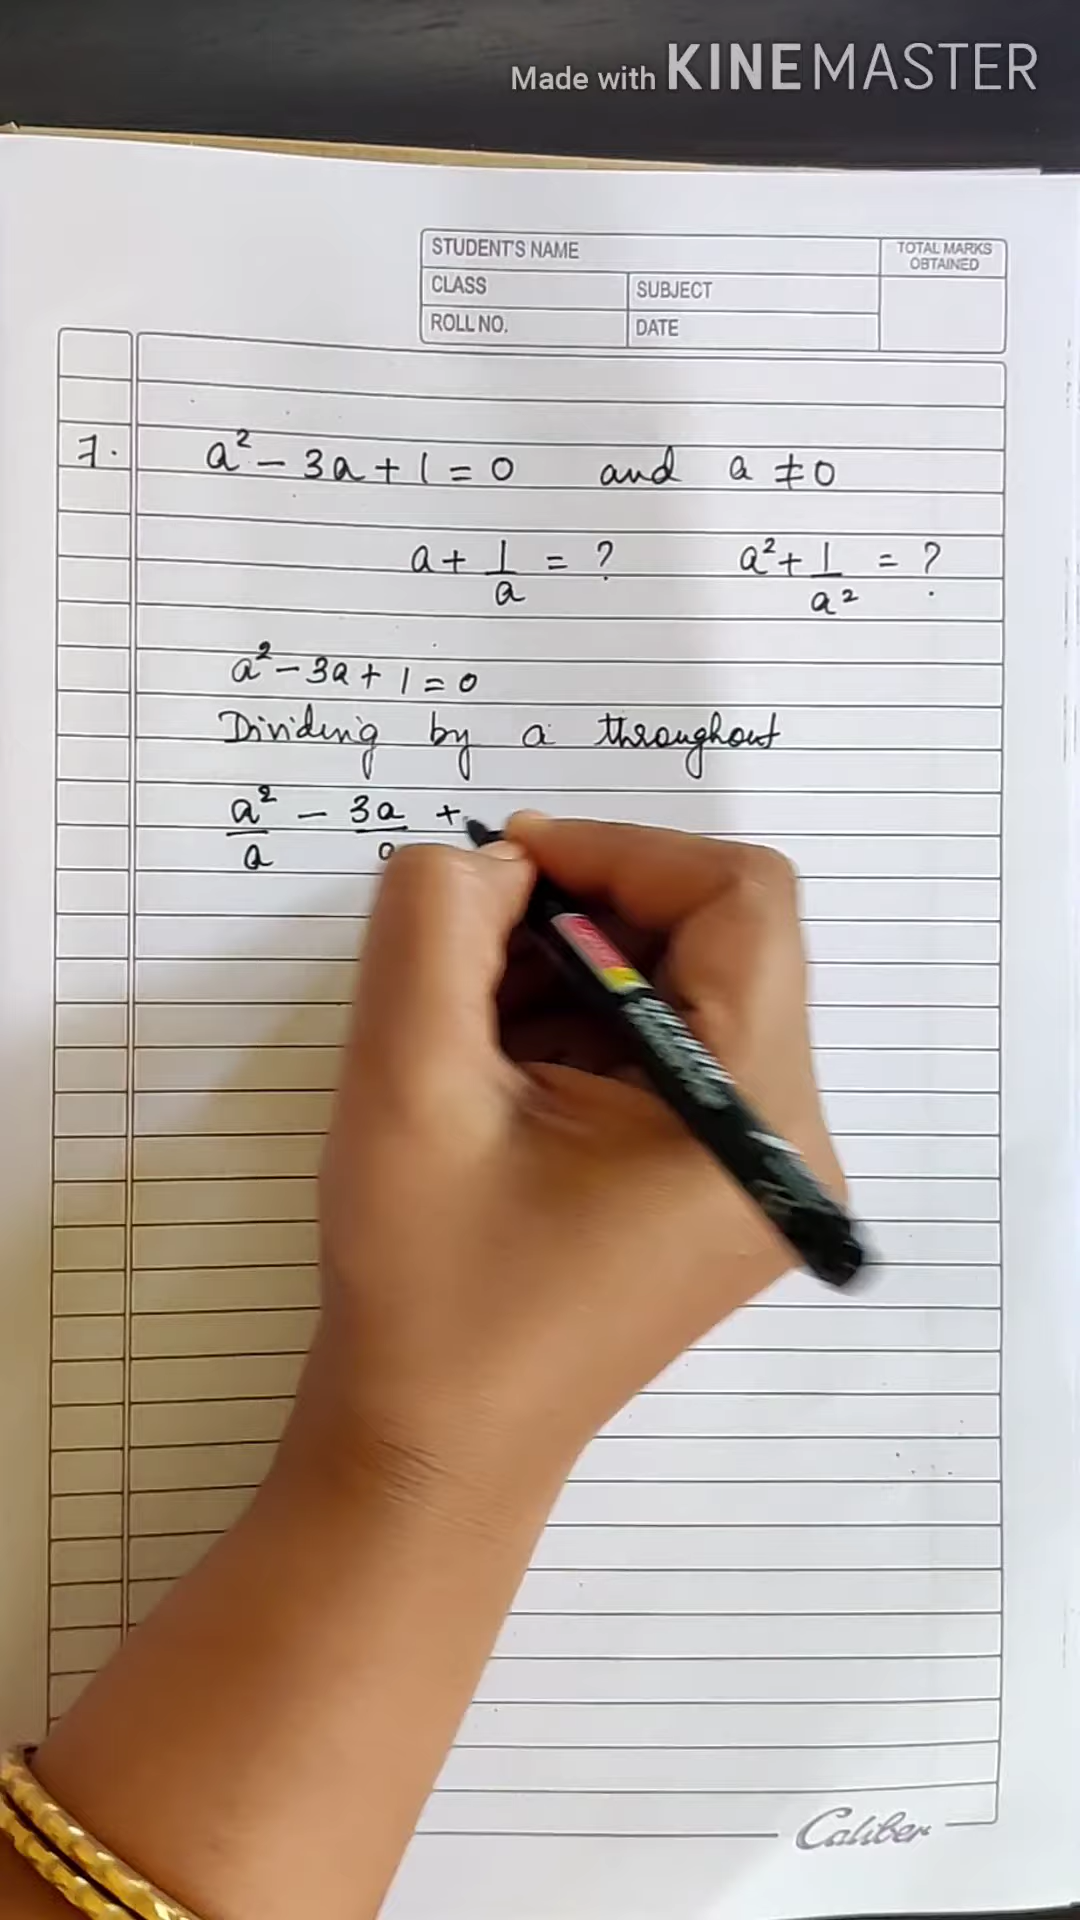 Made with KINEMASTER
STUDENT'S NAME
TOTAL MARKS OBTAINED
CLASS
SUBJECT
ROLL NO.
DATE
7. a² - 3a + 1 = 0 and a ≠ 0
a + 1/a = ? a² + 1/a² = ?
a² - 3a + 1 = 0
Dividing by a throughout
a²/a - 3a/a +
Caliber